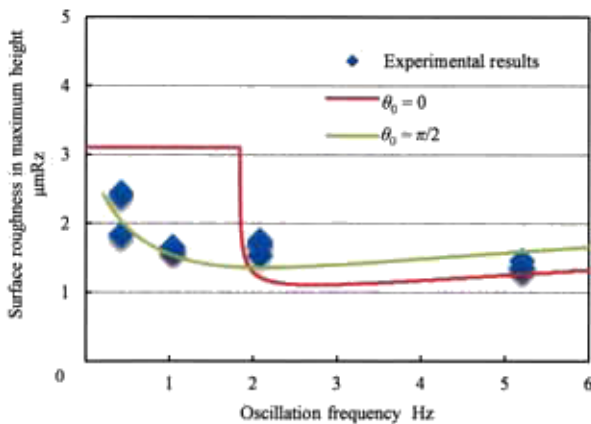 Surface roughness in maximum height
μmRz
5
4
3
2
1
0
1
2
3
4
5
6
Oscillation frequency Hz
Experimental results
θ0 = 0
θ0 = π/2